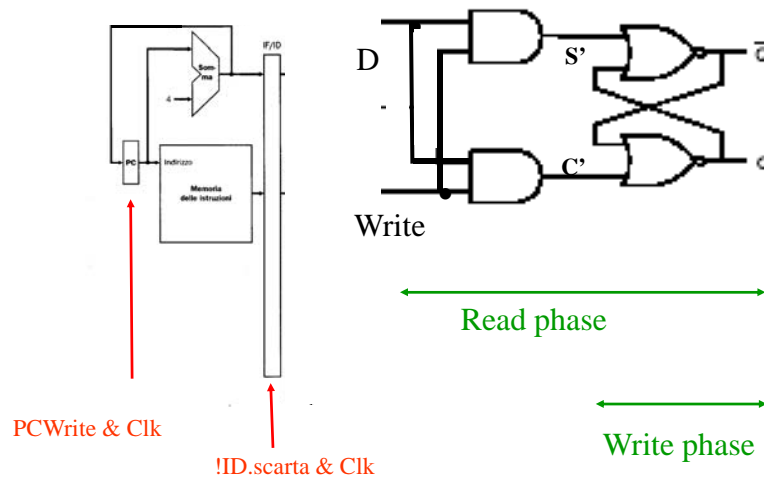 IF/ID
Som-
ma
4
PC
Indirizzo
Memoria
delle istruzioni
PCWrite & Clk
!ID.scarta & Clk
D
S'
C'
Write
Read phase
Write phase